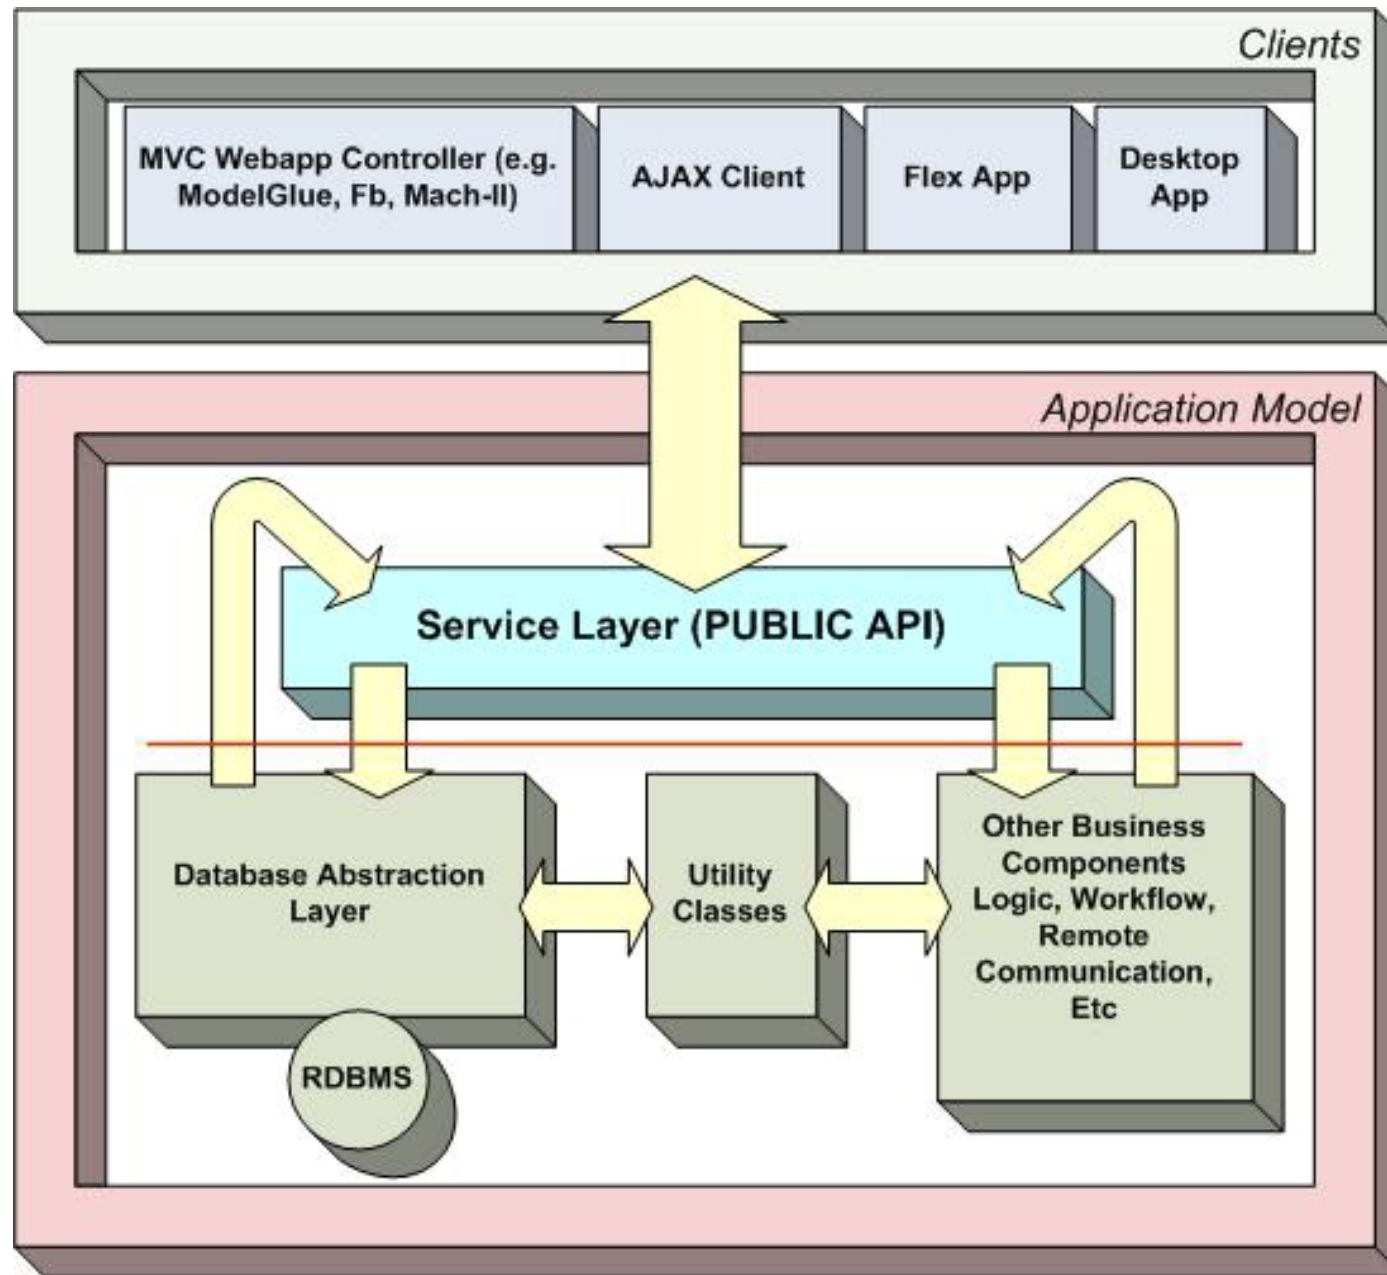 Clients
MVC Webapp Controller (e.g.
ModelGlue, Fb, Mach-II)
AJAX Client
Flex App
Desktop
App
Application Model
Service Layer (PUBLIC API)
Database Abstraction
Layer
Utility
Classes
Other Business
Components
Logic, Workflow,
Remote
Communication,
Etc
RDBMS